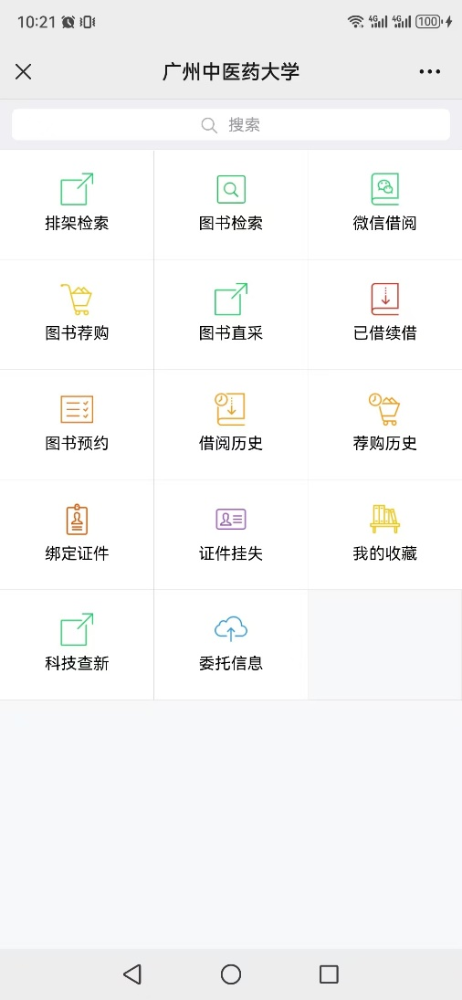 10:21 4G 4G 100
广州中医药大学
搜索
排架检索 图书检索 微信借阅
图书荐购 图书直采 已借续借
图书预约 借阅历史 荐购历史
绑定证件 证件挂失 我的收藏
科技查新 委托信息